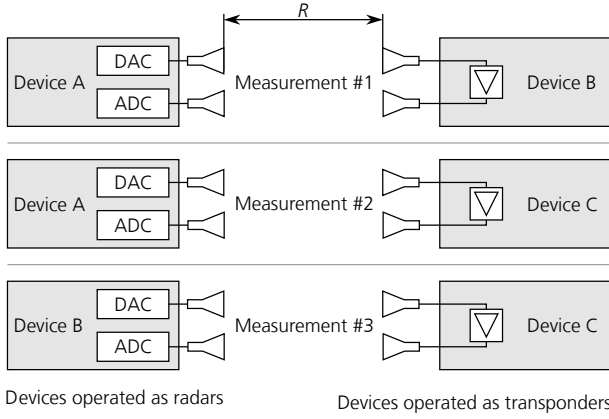 R
DAC
Device A
Measurement #1
Device B
ADC
DAC
Device A
Measurement #2
Device C
ADC
DAC
Device B
Measurement #3
Device C
ADC
Devices operated as radars
Devices operated as transponders